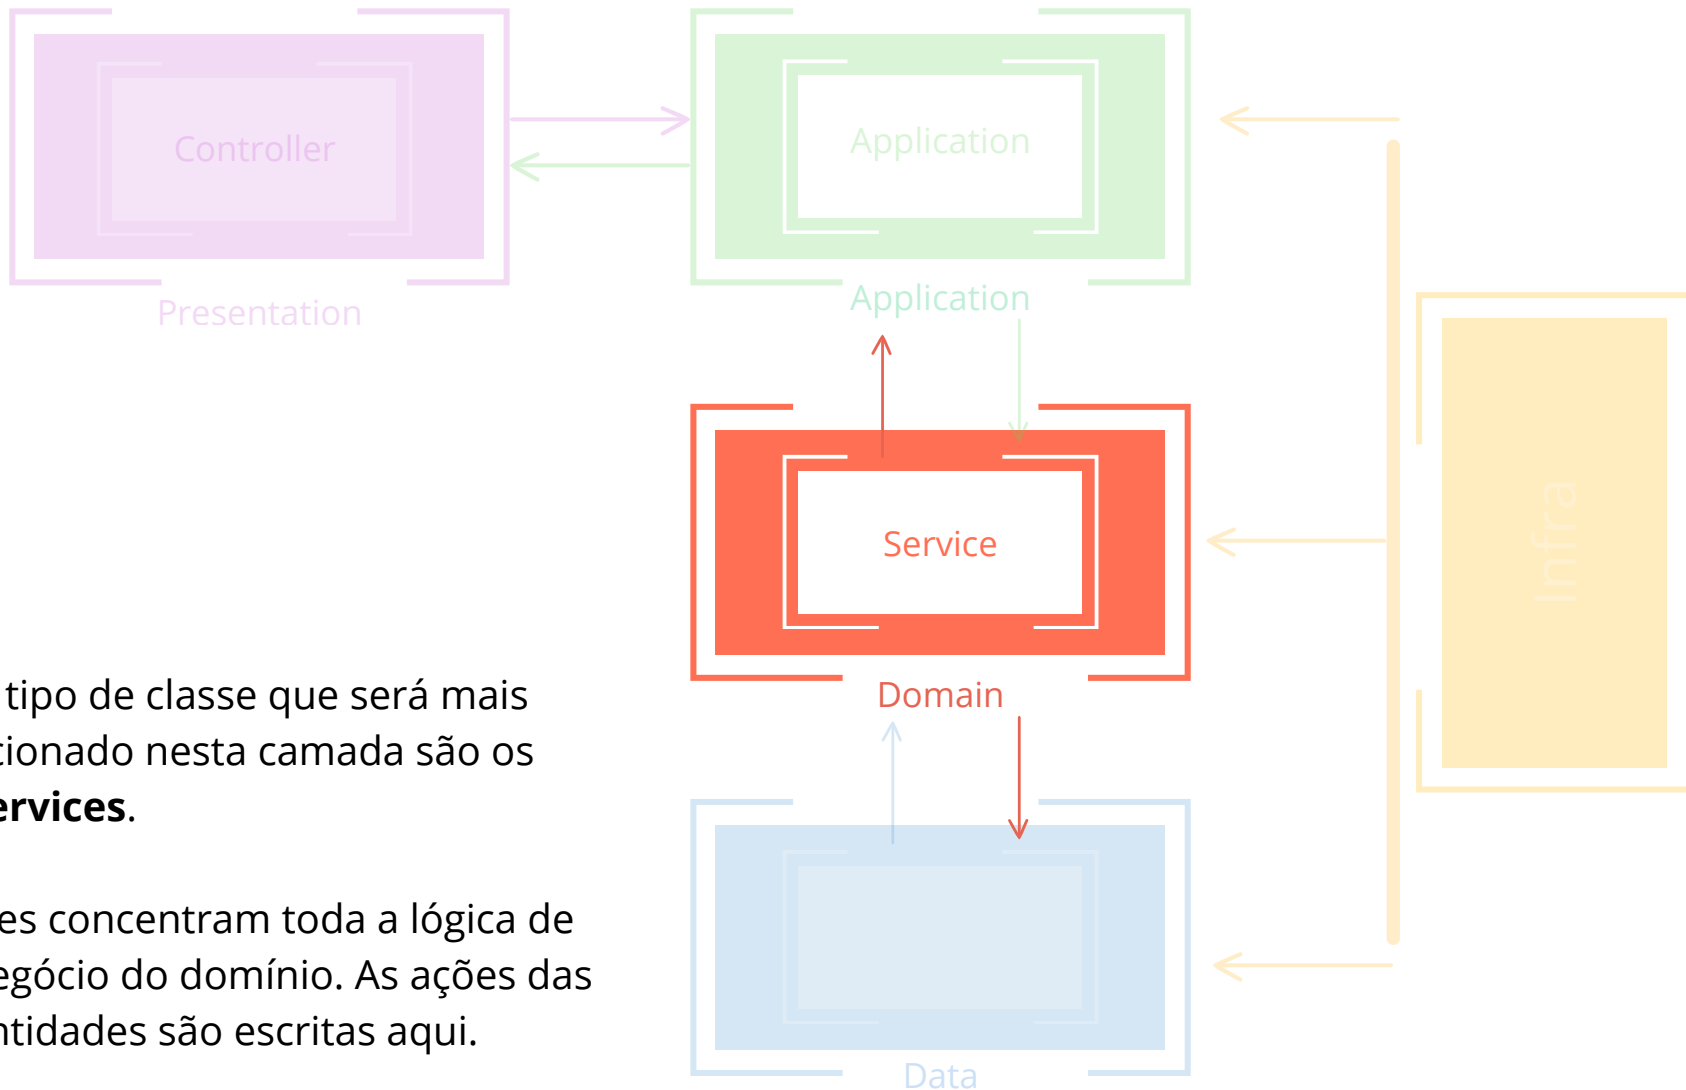 Controller
Presentation
Application
Application
Service
Domain
Infra
Data
tipo de classe que será mais
cionado nesta camada são os
ervices.
es concentram toda a lógica de
egócio do domínio. As ações das
ntidades são escritas aqui.